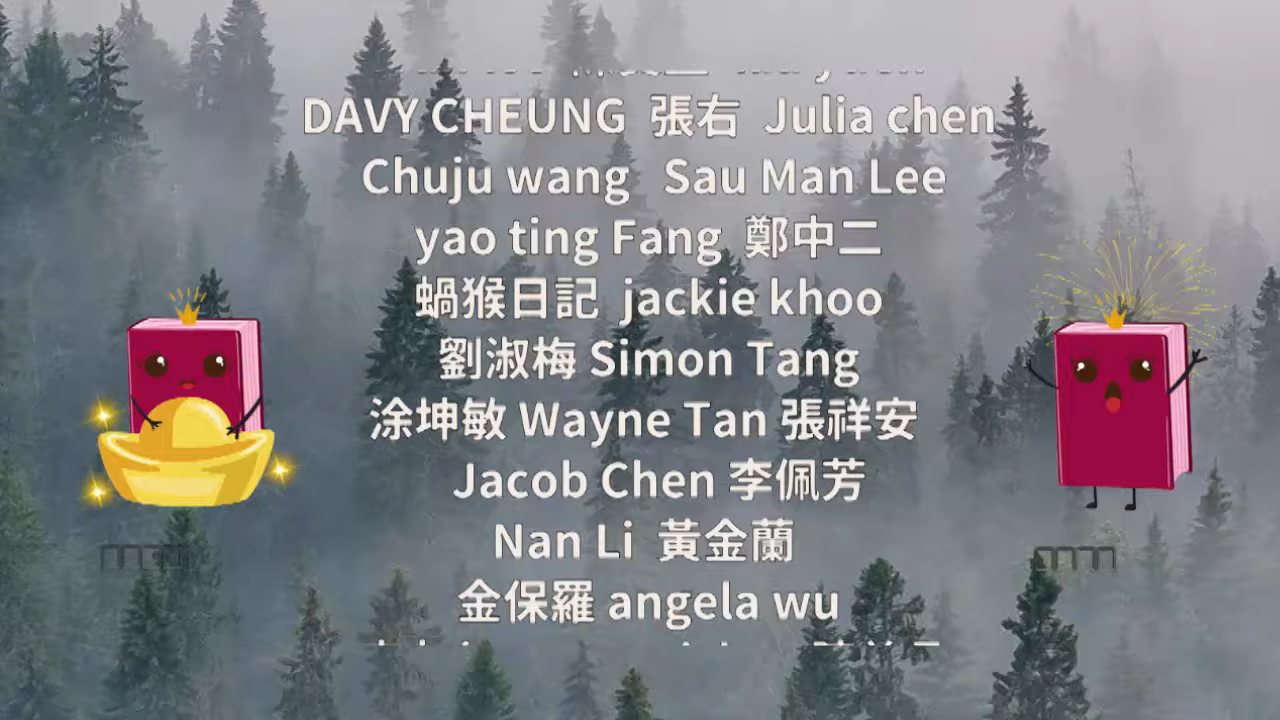 DAVY CHEUNG 張右 Julia chen
Chuju wang Sau Man Lee
yao ting Fang 鄭中二
蝸猴日記 jackie khoo
劉淑梅 Simon Tang
涂坤敏 Wayne Tan 張祥安
Jacob Chen 李佩芳
Nan Li 黃金蘭
金保羅 angela wu